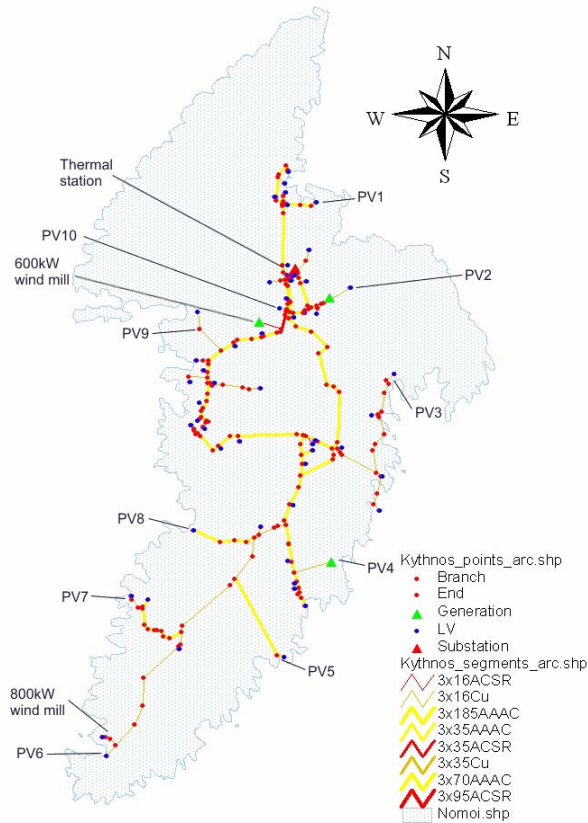 N
W
E
S
Thermal
station
PV1
PV10
600kW
wind mill
PV2
PV9
PV3
PV8
PV4
PV7
PV5
800kW
wind mill
PV6
Kythnos_points_arc.shp
Branch
End
Generation
LV
Substation
Kythnos_segments_arc.shp
3x16ACSR
3x16Cu
3x185AAAC
3x35AAAC
3x35ACSR
3x35Cu
3x70AAAC
3x95ACSR
Nomoi.shp